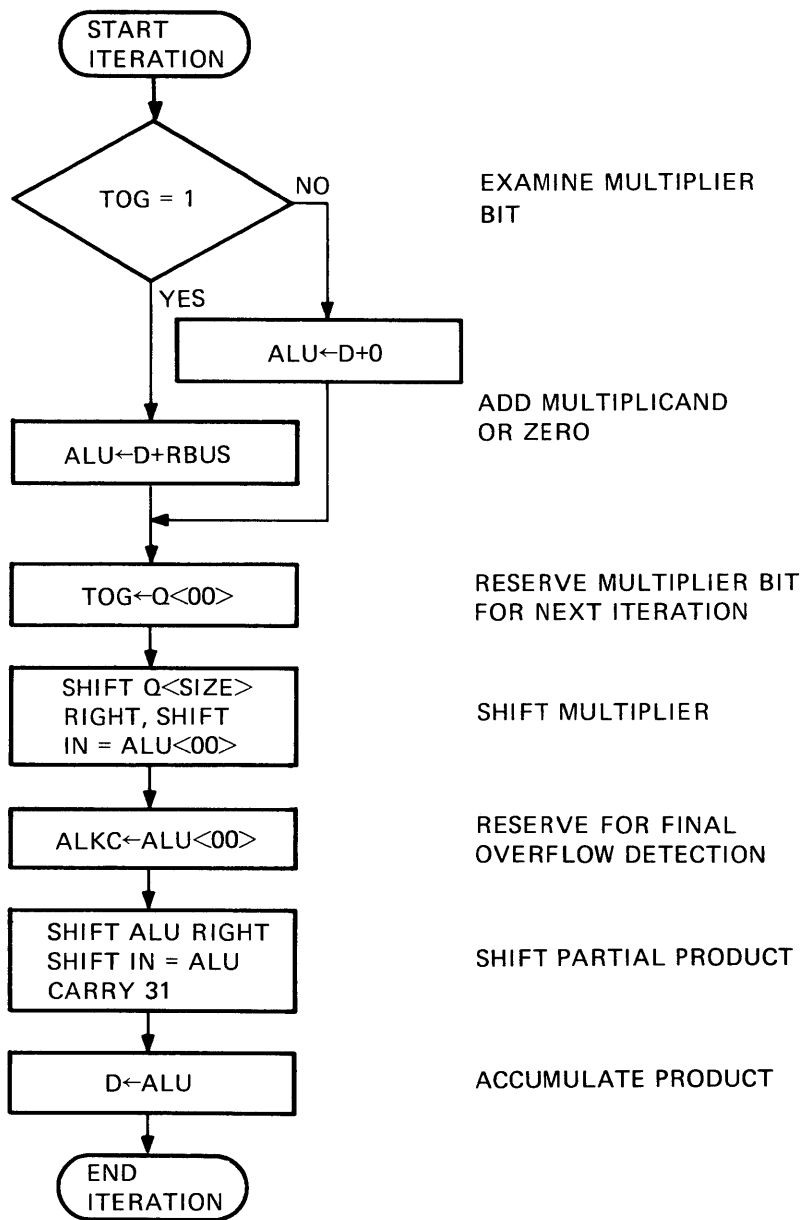 START
ITERATION
TOG = 1
NO
YES
EXAMINE MULTIPLIER
BIT
ALU←D+0
ADD MULTIPLICAND
OR ZERO
ALU←D+RBUS
TOG←Q<00>
RESERVE MULTIPLIER BIT
FOR NEXT ITERATION
SHIFT Q<SIZE>
RIGHT, SHIFT
IN = ALU<00>
SHIFT MULTIPLIER
ALKC←ALU<00>
RESERVE FOR FINAL
OVERFLOW DETECTION
SHIFT ALU RIGHT
SHIFT IN = ALU
CARRY 31
SHIFT PARTIAL PRODUCT
D←ALU
ACCUMULATE PRODUCT
END
ITERATION